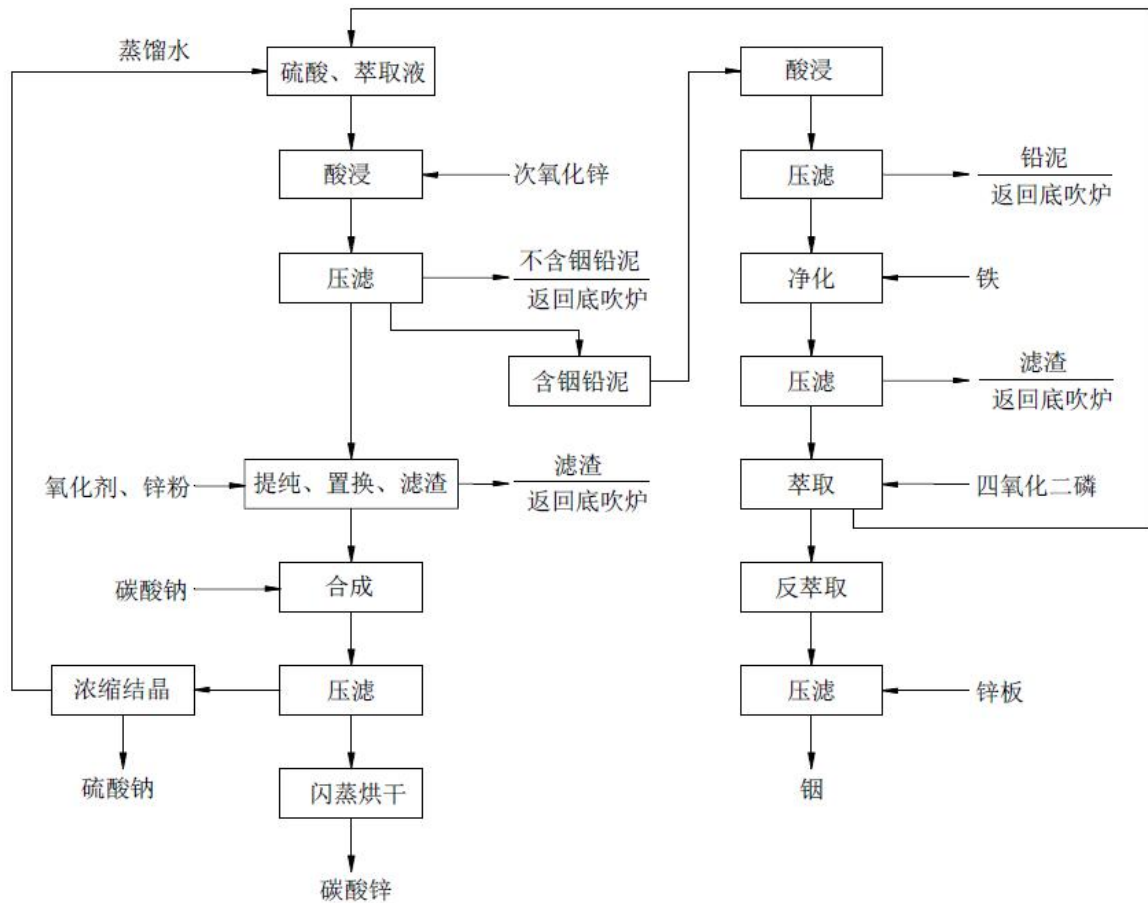 蒸馏水
硫酸、萃取液
酸浸
次氧化锌
压滤
不含铟铅泥
返回底吹炉
含铟铅泥
氧化剂、锌粉
提纯、置换、滤渣
滤渣
返回底吹炉
碳酸钠
合成
浓缩结晶
压滤
硫酸钠
闪蒸烘干
碳酸锌
酸浸
压滤
铅泥
返回底吹炉
净化
铁
压滤
滤渣
返回底吹炉
萃取
四氧化二磷
反萃取
压滤
锌板
铟